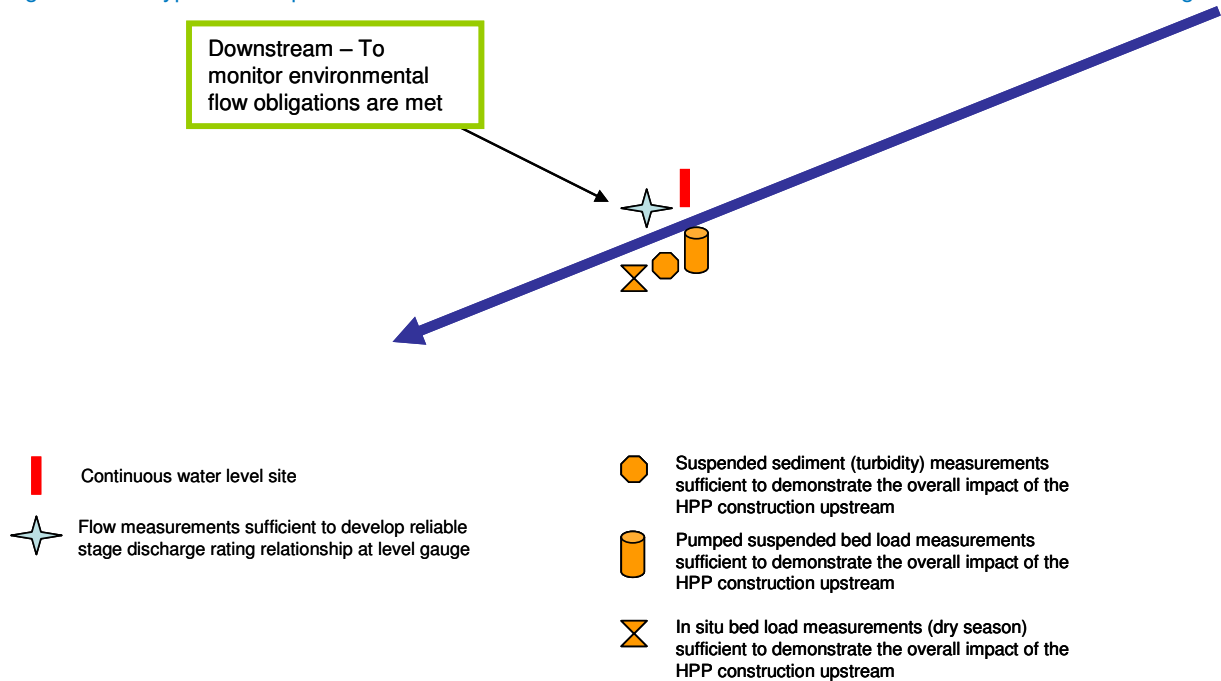 Downstream – To
monitor environmental
flow obligations are met
Continuous water level site
Flow measurements sufficient to develop reliable
stage discharge rating relationship at level gauge
Suspended sediment (turbidity) measurements
sufficient to demonstrate the overall impact of the
HPP construction upstream
Pumped suspended bed load measurements
sufficient to demonstrate the overall impact of the
HPP construction upstream
In situ bed load measurements (dry season)
sufficient to demonstrate the overall impact of the
HPP construction upstream